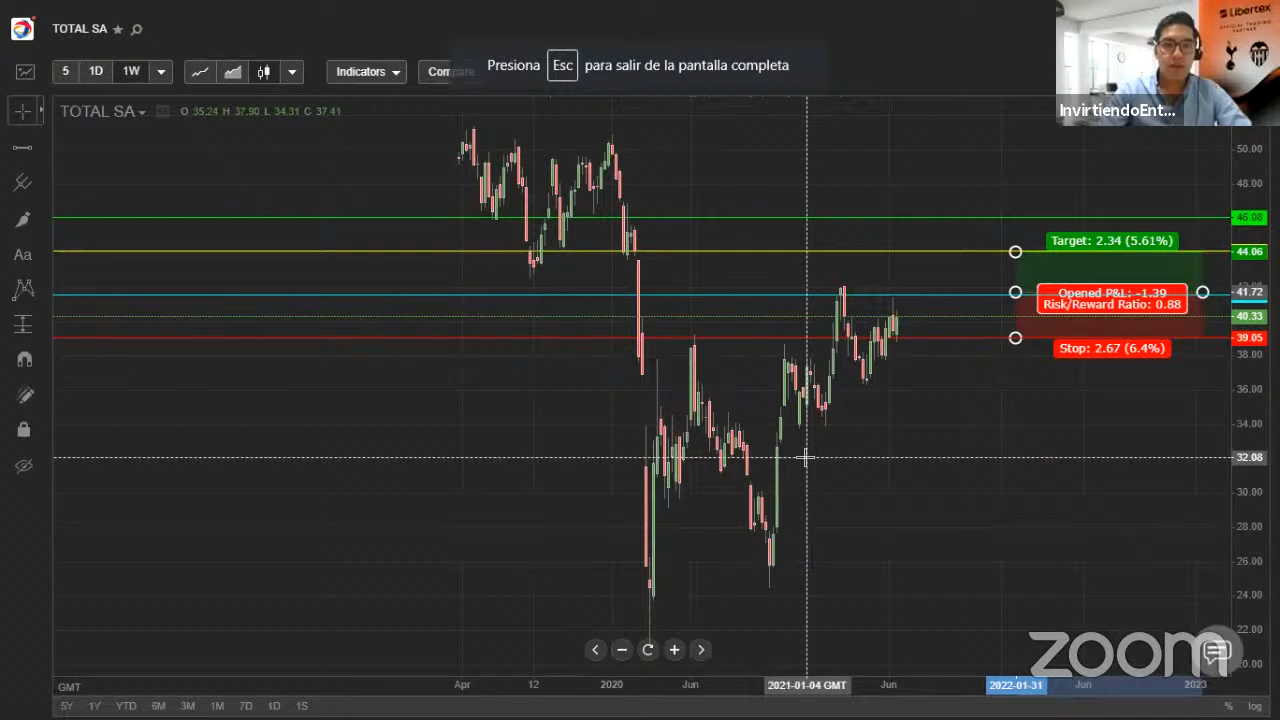 TOTAL SA
5 1D 1W
Indicators
Presiona Esc para salir de la pantalla completa
Libertex
OFFICIAL TRADING
PARTNER
InvirtiendoEnt...
TOTAL SA
O 35.24 H 37.90 L 34.31 C 37.41
50.00
48.00
46.08
Target: 2.34 (5.61%)
44.06
Opened P&L: -1.39
41.72
Risk/Reward Ratio: 0.88
40.33
39.05
Stop: 2.67 (6.4%)
38.00
36.00
34.00
32.08
30.00
28.00
26.00
24.00
22.00
20.00
Aa
zoom
GMT
Apr 12 2020 Jun 2021-01-04 GMT Jun 2022-01-31 Jun 2023
5Y 1Y YTD 6M 3M 1M 7D 1D 1S
% log